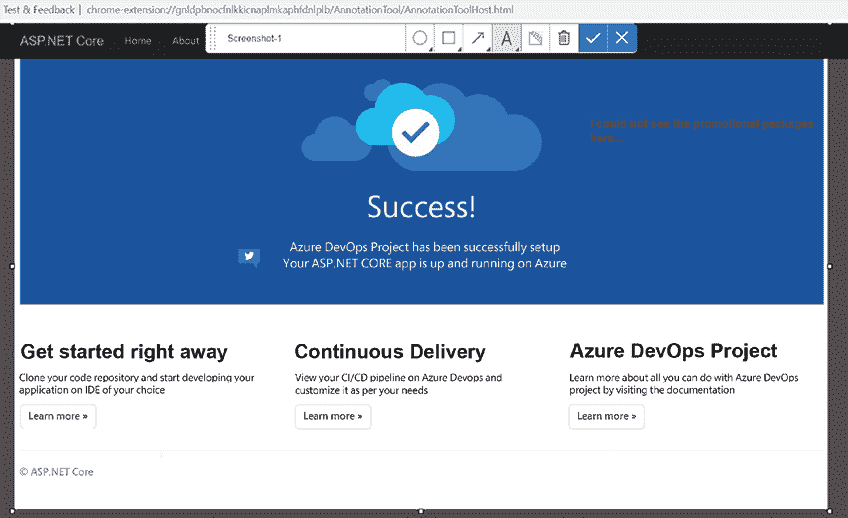 Test & Feedback | chrome-extension://gnldpbnocfnlkkicnaplmkaphfdnlplb/AnnotationTool/AnnotationToolHost.html
ASP.NET Core Home About Screenshot-1 A
I could not see the promotional packages
here...
Success!
Azure DevOps Project has been successfully setup
Your ASP.NET CORE app is up and running on Azure
Get started right away Continuous Delivery Azure DevOps Project
Clone your code repository and start developing your View your CI/CD pipeline on Azure Devops and Learn more about all you can do with Azure DevOps
application on IDE of your choice customize it as per your needs project by visiting the documentation
Learn more » Learn more » Learn more »
© ASP.NET Core